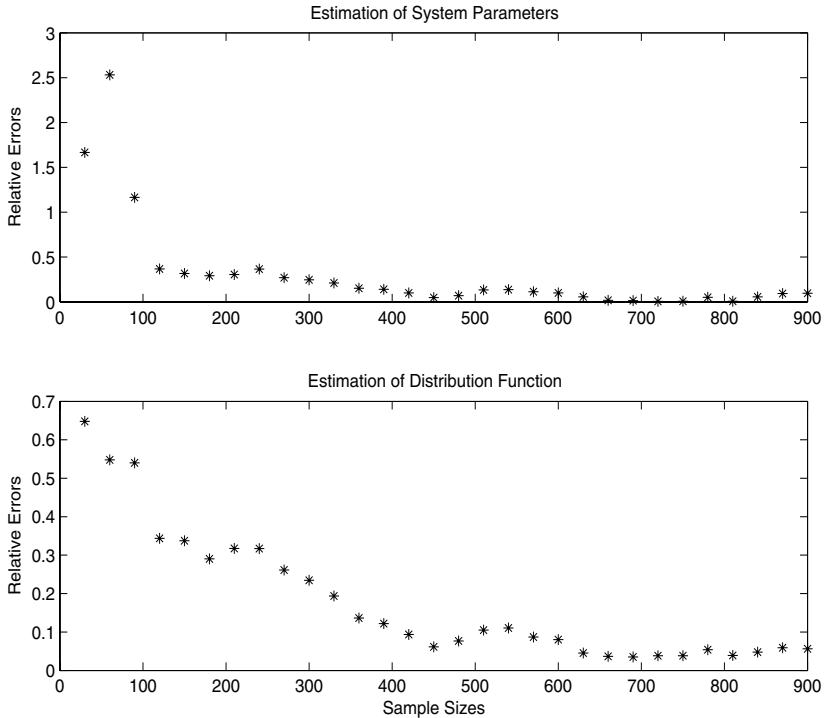 Estimation of System Parameters
3
2.5
2
1.5
1
0.5
0
Relative Errors
0 100 200 300 400 500 600 700 800 900
Estimation of Distribution Function
0.7
0.6
0.5
0.4
0.3
0.2
0.1
0
Relative Errors
0 100 200 300 400 500 600 700 800 900
Sample Sizes